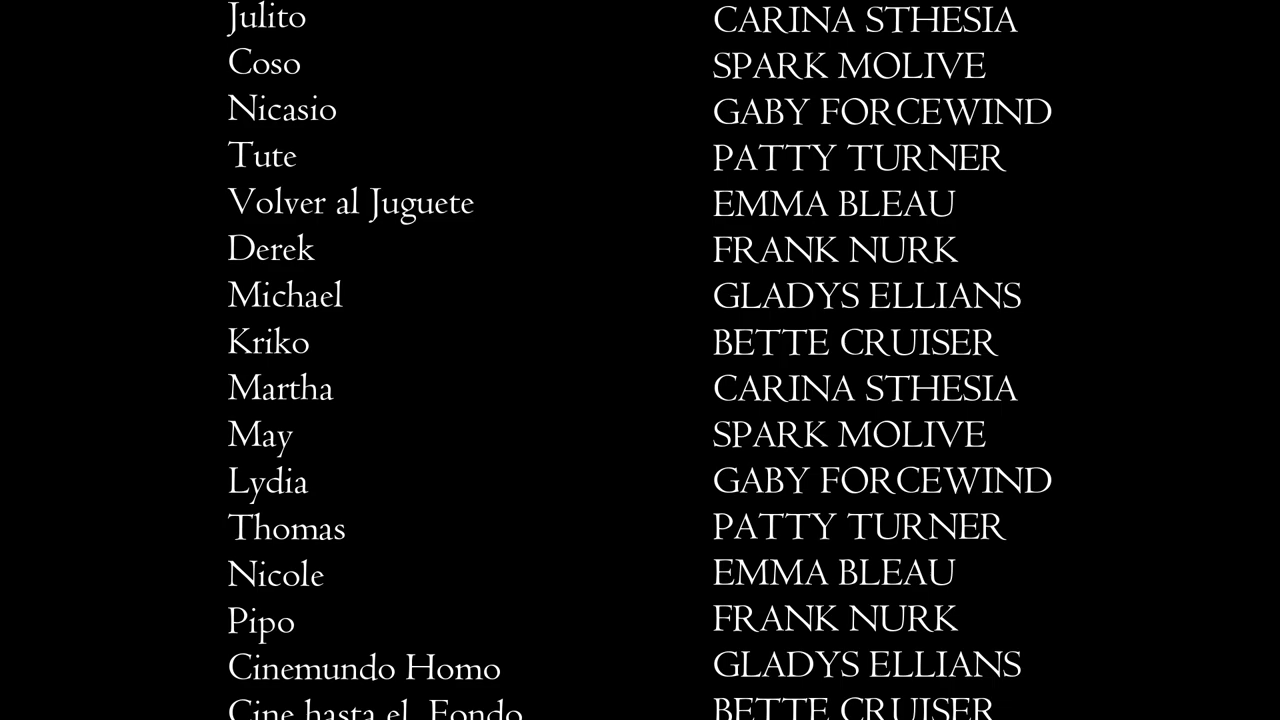 Julito CARINA STHESIA
Coso SPARK MOLIVE
Nicasio GABY FORCEWIND
Tute PATTY TURNER
Volver al Juguete EMMA BLEAU
Derek FRANK NURK
Michael GLADYS ELLIANS
Kriko BETTE CRUISER
Martha CARINA STHESIA
May SPARK MOLIVE
Lydia GABY FORCEWIND
Thomas PATTY TURNER
Nicole EMMA BLEAU
Pipo FRANK NURK
Cinemundo Homo GLADYS ELLIANS
Cine hasta el Fondo BETTE CRUISER